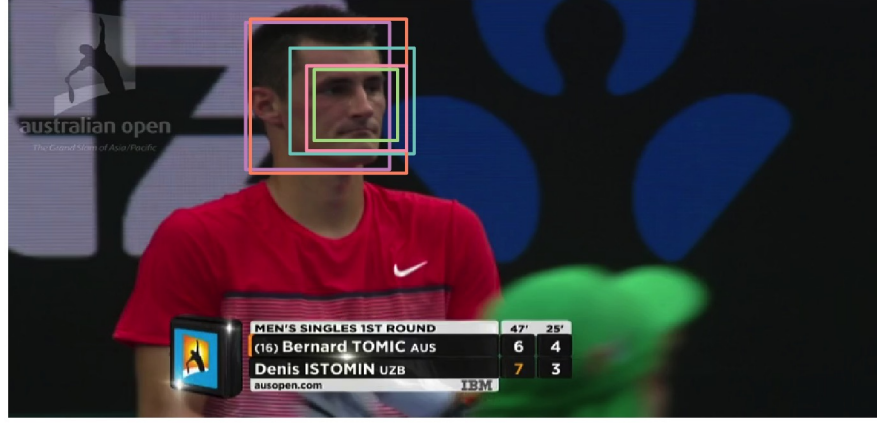 australian open
The Grand Slam of Asia/Pacific
MEN'S SINGLES 1ST ROUND 47' 25'
(16) Bernard TOMIC AUS 6 4
Denis ISTOMIN UZB 7 3
ausopen.com IBM